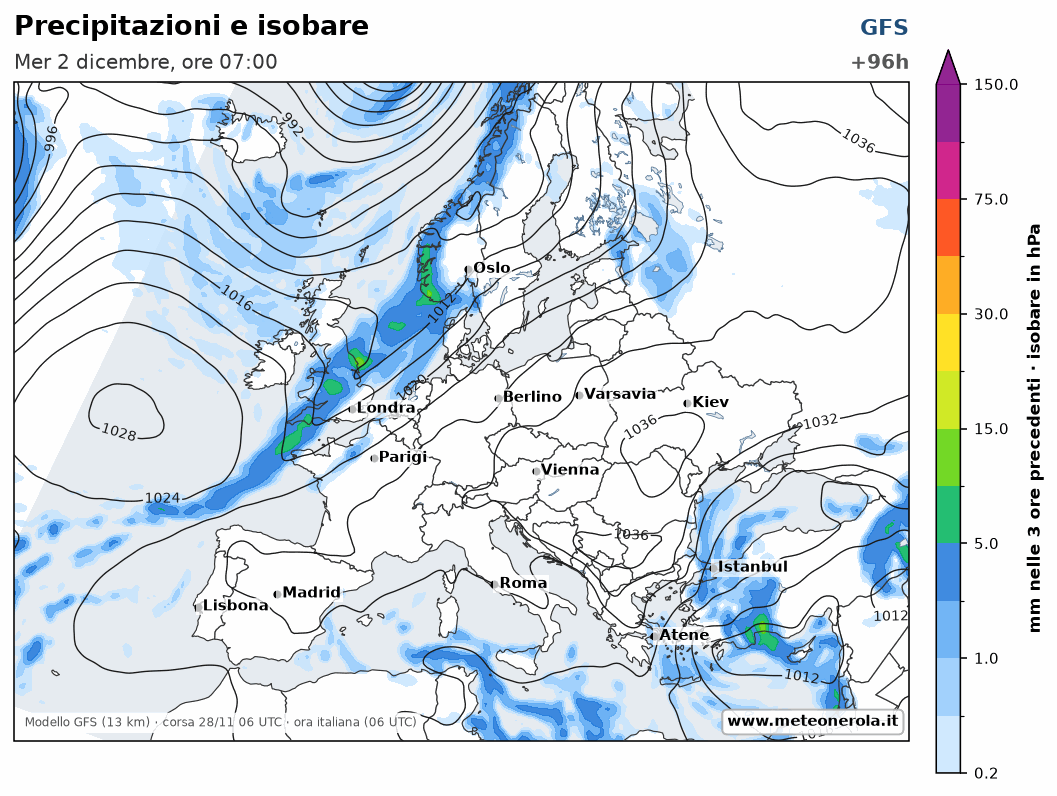 Precipitazioni e isobare
GFS
Mer 2 dicembre, ore 07:00
+96h
996
992
1036
1016
1012
1028
1024
1020
1036
1032
1036
1012
1012
Oslo
Londra
Berlino
Varsavia
Kiev
Parigi
Vienna
Istanbul
Roma
Madrid
Lisbona
Atene
Modello GFS (13 km) · corsa 28/11 06 UTC · ora italiana (06 UTC)
www.meteonerola.it
150.0
75.0
30.0
15.0
5.0
1.0
0.2
mm nelle 3 ore precedenti · isobare in hPa